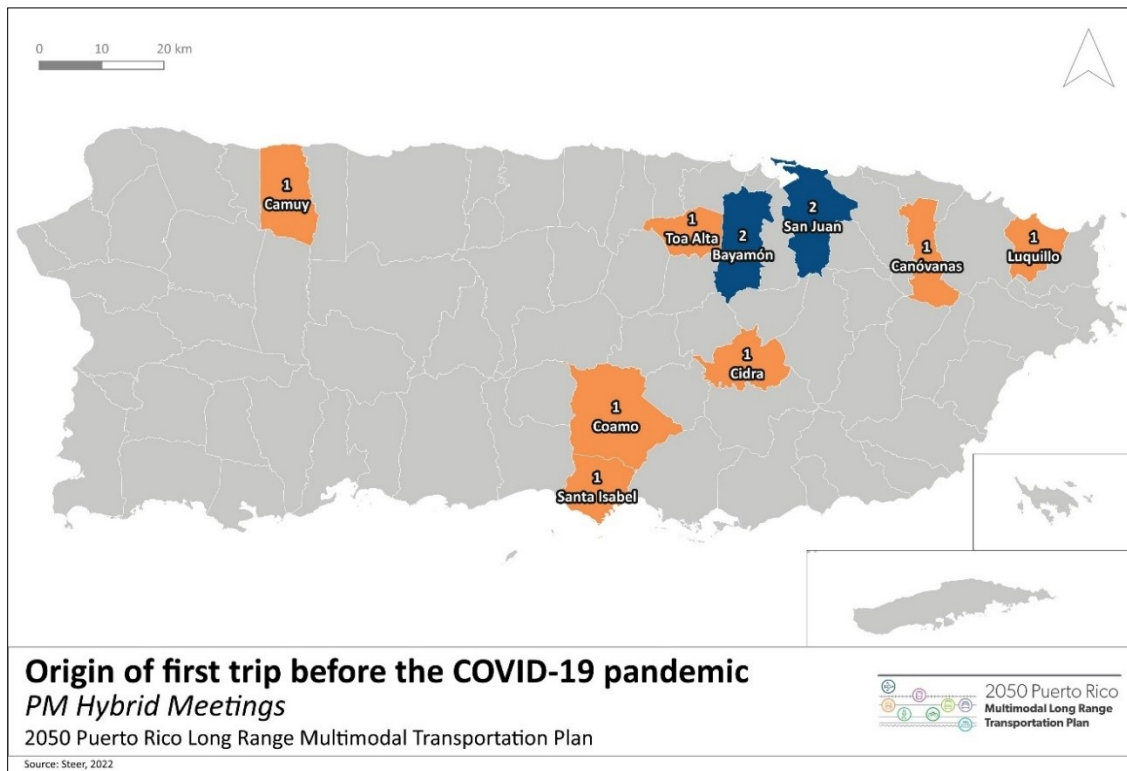 0 10 20 km
1
Camuy
1
Toa Alta
2
Bayamón
2
San Juan
1
Canóvanas
1
Luquillo
1
Cidra
1
Coamo
1
Santa Isabel
Origin of first trip before the COVID-19 pandemic
PM Hybrid Meetings
2050 Puerto Rico Long Range Multimodal Transportation Plan
Source: Steer, 2022
2050 Puerto Rico
Multimodal Long Range
Transportation Plan